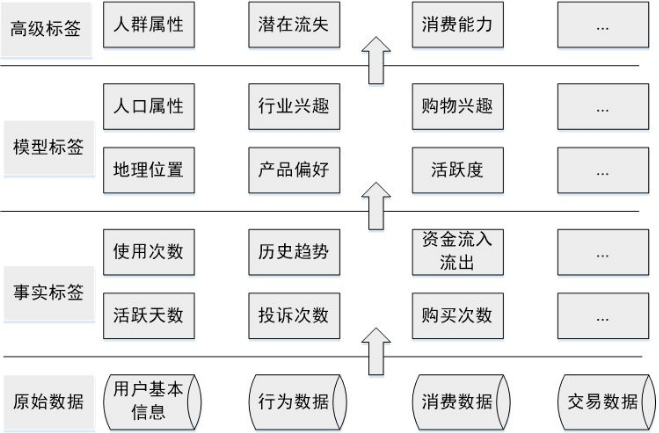 高级标签
人群属性
潜在流失
消费能力
...
人口属性
行业兴趣
购物兴趣
...
模型标签
地理位置
产品偏好
活跃度
...
使用次数
历史趋势
资金流入
流出
...
事实标签
活跃天数
投诉次数
购买次数
...
原始数据
用户基本
信息
行为数据
消费数据
交易数据